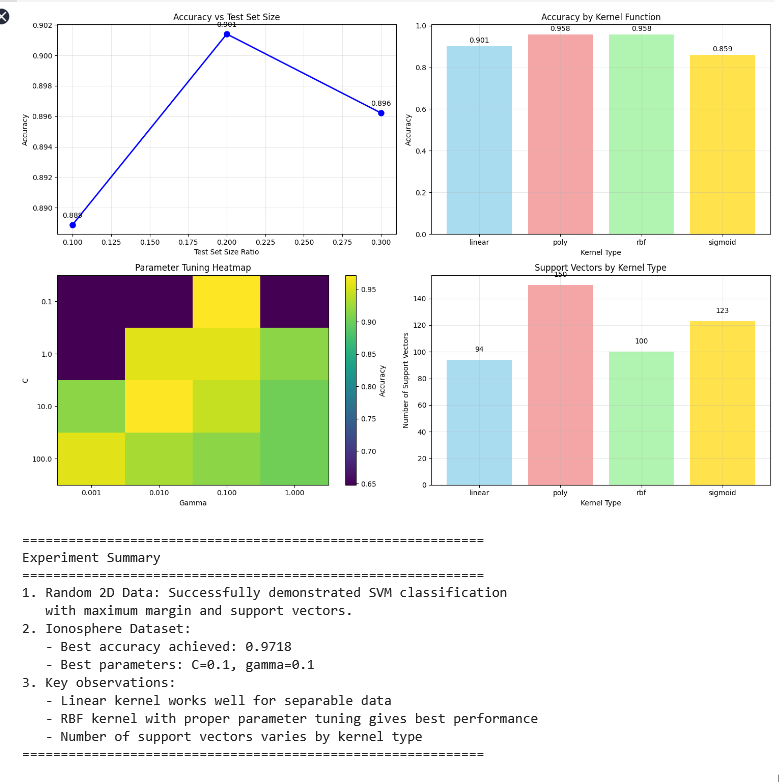 Accuracy vs Test Set Size
0.902
0.900
0.898
0.896
0.894
0.892
0.890
Accuracy
0.901
0.896
0.100
0.125
0.150
0.175
0.200
0.225
0.250
0.275
0.300
Test Set Size Ratio
Accuracy by Kernel Function
1.0
0.8
0.6
0.4
0.2
0.0
Accuracy
0.901
0.958
0.958
0.859
linear
poly
rbf
sigmoid
Kernel Type
Parameter Tuning Heatmap
0.1
1.0
10.0
100.0
C
0.001
0.010
0.100
1.000
Gamma
0.95
0.90
0.85
0.80
0.75
0.70
0.65
Accuracy
Support Vectors by Kernel Type
140
120
100
80
60
40
20
0
Number of Support Vectors
94
150
100
123
linear
poly
rbf
sigmoid
Kernel Type
============================================================
Experiment Summary
============================================================
1. Random 2D Data: Successfully demonstrated SVM classification
with maximum margin and support vectors.
2. Ionosphere Dataset:
- Best accuracy achieved: 0.9718
- Best parameters: C=0.1, gamma=0.1
3. Key observations:
- Linear kernel works well for separable data
- RBF kernel with proper parameter tuning gives best performance
- Number of support vectors varies by kernel type
============================================================